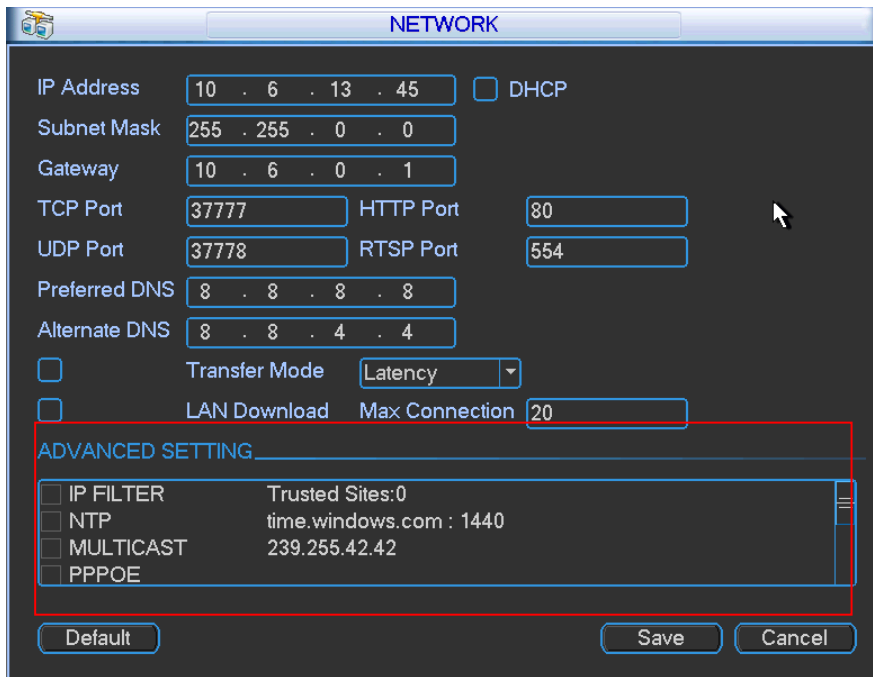 NETWORK
IP Address 10 . 6 . 13 . 45 DHCP
Subnet Mask 255 . 255 . 0 . 0
Gateway 10 . 6 . 0 . 1
TCP Port 37777 HTTP Port 80
UDP Port 37778 RTSP Port 554
Preferred DNS 8 . 8 . 8 . 8
Alternate DNS 8 . 8 . 4 . 4
Transfer Mode Latency
LAN Download Max Connection 20
ADVANCED SETTING
IP FILTER Trusted Sites:0
NTP time.windows.com : 1440
MULTICAST 239.255.42.42
PPPOE
Default Save Cancel